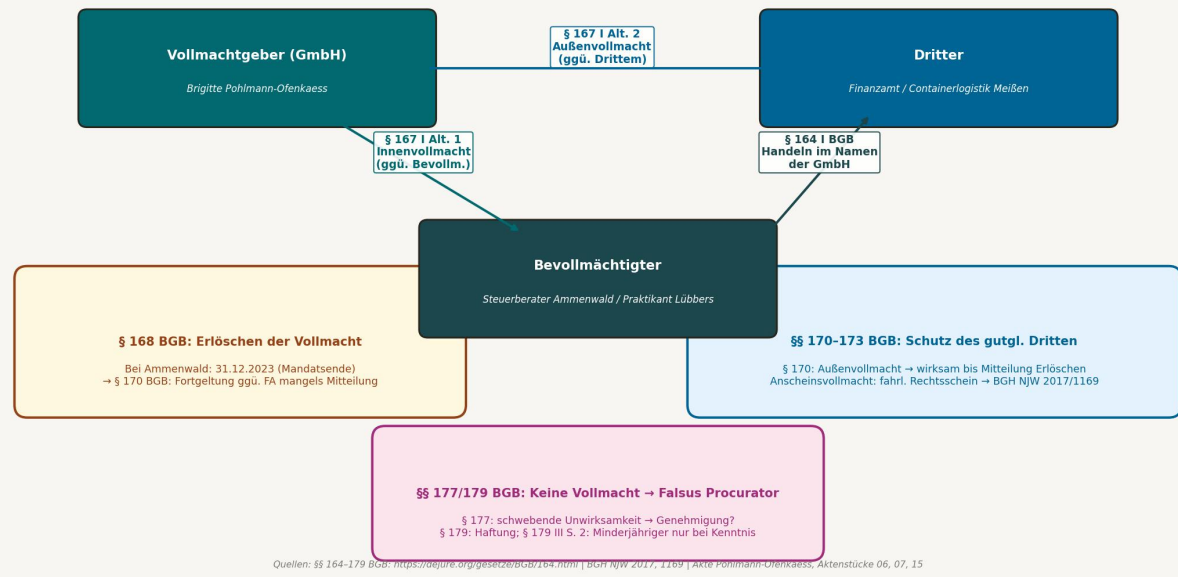 § 167 I Alt. 2
Außenvollmacht
(ggü. Drittem)
Vollmachtgeber (GmbH)
Brigitte Pohlmann-Ofenkaess
Dritter
Finanzamt / Containerlogistik Meißen
§ 167 I Alt. 1
Innenvollmacht
(ggü. Bevollm.)
§ 164 I BGB
Handeln im Namen
der GmbH
Bevollmächtigter
Steuerberater Ammenwald / Praktikant Lübbers
§ 168 BGB: Erlöschen der Vollmacht
Bei Ammenwald: 31.12.2023 (Mandatsende)
→ § 170 BGB: Fortgeltung ggü. FA mangels Mitteilung
§§ 170–173 BGB: Schutz des gutgl. Dritten
§ 170: Außenvollmacht → wirksam bis Mitteilung Erlöschen
Anscheinsvollmacht: fahrl. Rechtsschein → BGH NJW 2017/1169
§§ 177/179 BGB: Keine Vollmacht → Falsus Procurator
§ 177: schwebende Unwirksamkeit → Genehmigung?
§ 179: Haftung; § 179 III S. 2: Minderjähriger nur bei Kenntnis
Quellen: §§ 164–179 BGB: https://dejure.org/gesetze/BGB/164.html | BGH NJW 2017, 1169 | Akte Pohlmann-Ofenkaess, Aktenstücke 06, 07, 15